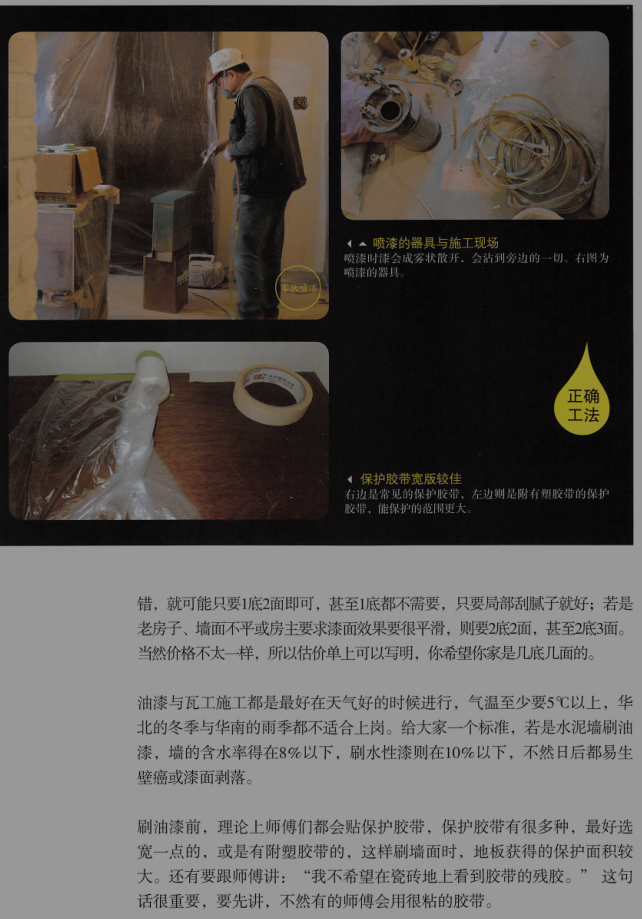 喷漆的器具与施工现场
喷漆时漆会成雾状散开，会沾到旁边的一切。右图为
喷漆的器具。
正确
工法
保护胶带宽版较佳
右边是常见的保护胶带，左边则是附有塑胶带的保护
胶带，能保护的范围更大。
错，就可能只要1底2面即可，甚至1底都不需要，只要局部刮腻子就好；若是
老房子、墙面不平或房主要求漆面效果要很平滑，则要2底2面，甚至2底3面。
当然价格不太一样，所以估价单上可以写明，你希望你家是几底几面的。
油漆与瓦工施工都是最好在天气好的时候进行，气温至少要5℃以上，华
北的冬季与华南的雨季都不适合上岗。给大家一个标准，若是水泥墙刷油
漆，墙的含水率得在8%以下，刷水性漆则在10%以下，不然日后都易生
壁癌或漆面剥落。
刷油漆前，理论上师傅们都会贴保护胶带，保护胶带有很多种，最好选
宽一点的，或是有附塑胶带的，这样刷墙面时，地板获得的保护面积较
大。还有要跟师傅讲：“我不希望在瓷砖地上看到胶带的残胶。” 这句
话很重要，要先讲，不然有的师傅会用很粘的胶带。